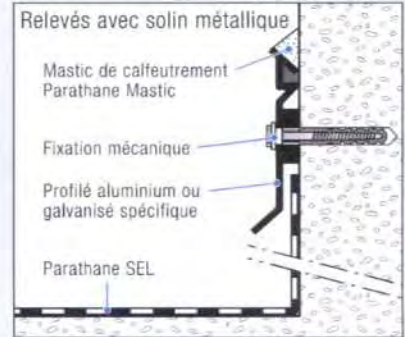 Relevés avec solin métallique
Mastic de calfeutrement
Parathane Mastic
Fixation mécanique
Profilé aluminium ou
galvanisé spécifique
Parathane SEL